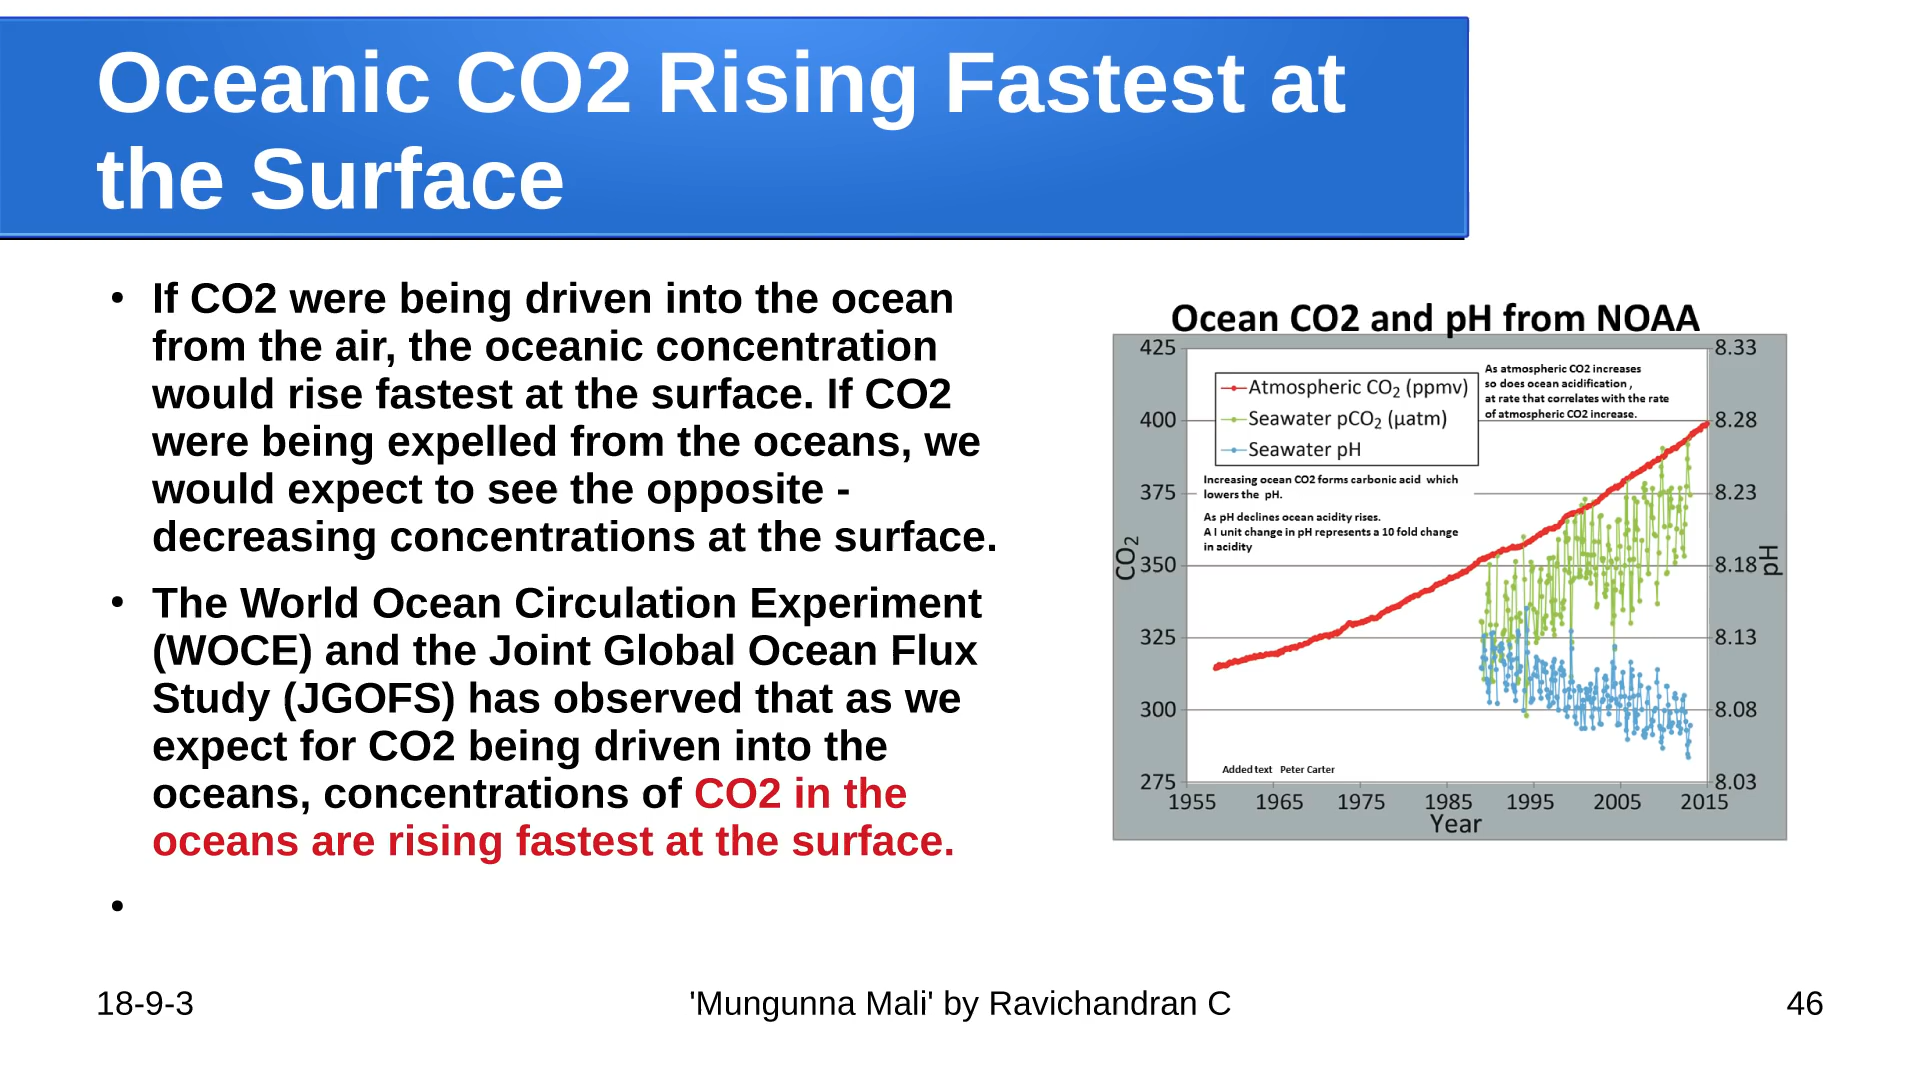 Oceanic CO2 Rising Fastest at
the Surface
• If CO2 were being driven into the ocean
from the air, the oceanic concentration
would rise fastest at the surface. If CO2
were being expelled from the oceans, we
would expect to see the opposite -
decreasing concentrations at the surface.
• The World Ocean Circulation Experiment
(WOCE) and the Joint Global Ocean Flux
Study (JGOFS) has observed that as we
expect for CO2 being driven into the
oceans, concentrations of CO2 in the
oceans are rising fastest at the surface.
•
Ocean CO2 and pH from NOAA
425
400
375
350
325
300
275
CO₂
Atmospheric CO₂ (ppmv)
Seawater pCO₂ (µatm)
Seawater pH
As atmospheric CO2 increases
so does ocean acidification ,
at rate that correlates with the rate
of atmospheric CO2 increase.
Increasing ocean CO2 forms carbonic acid which
lowers the pH.
As pH declines ocean acidity rises.
A I unit change in pH represents a 10 fold change
in acidity
Added text Peter Carter
8.33
8.28
8.23
8.18
8.13
8.08
8.03
pH
1955 1965 1975 1985 1995 2005 2015
Year
18-9-3
'Mungunna Mali' by Ravichandran C
46